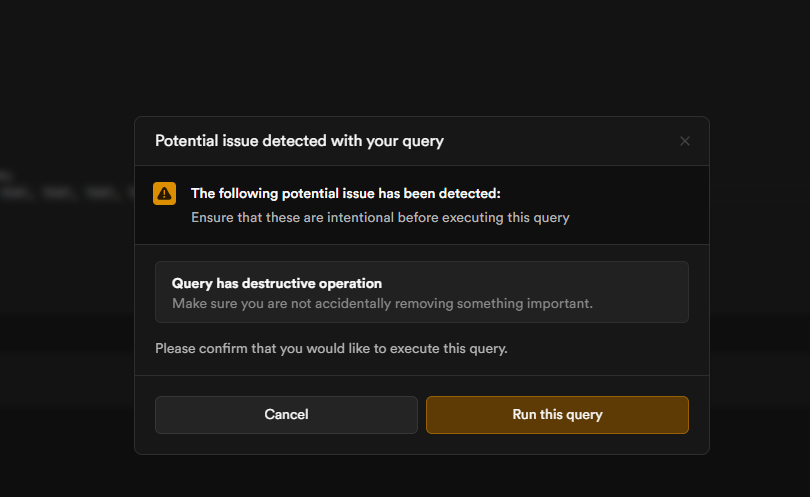 Potential issue detected with your query
The following potential issue has been detected:
Ensure that these are intentional before executing this query
Query has destructive operation
Make sure you are not accidentally removing something important.
Please confirm that you would like to execute this query.
Cancel
Run this query